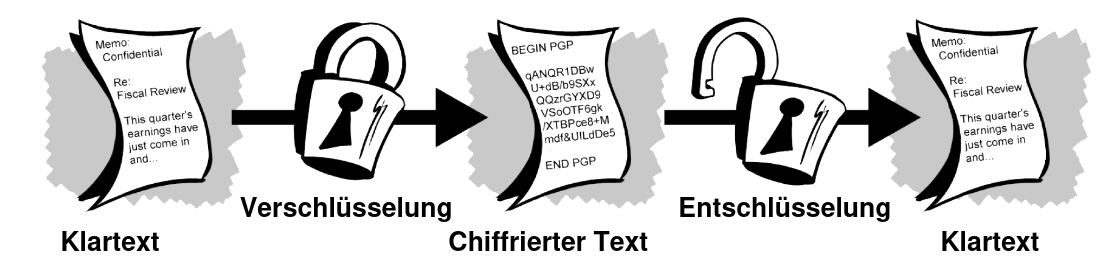 Memo:
Confidential
Re:
Fiscal Review
This quarter's
earnings have
just come in
and...
BEGIN PGP
qANQR1DBw
U+dB/b9SXx
QQzrGYXD9
VSoOTF6gk
/XTBPce8+M
mdf&UILdDe5
END PGP
Memo:
Confidential
Re:
Fiscal Review
This quarter's
earnings have
just come in
and...
Verschlüsselung
Entschlüsselung
Klartext
Chiffrierter Text
Klartext